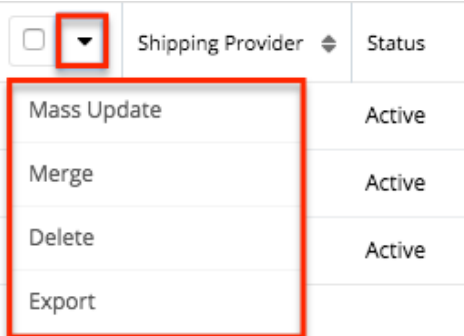 Shipping Provider Status
Mass Update Active
Merge Active
Delete Active
Export